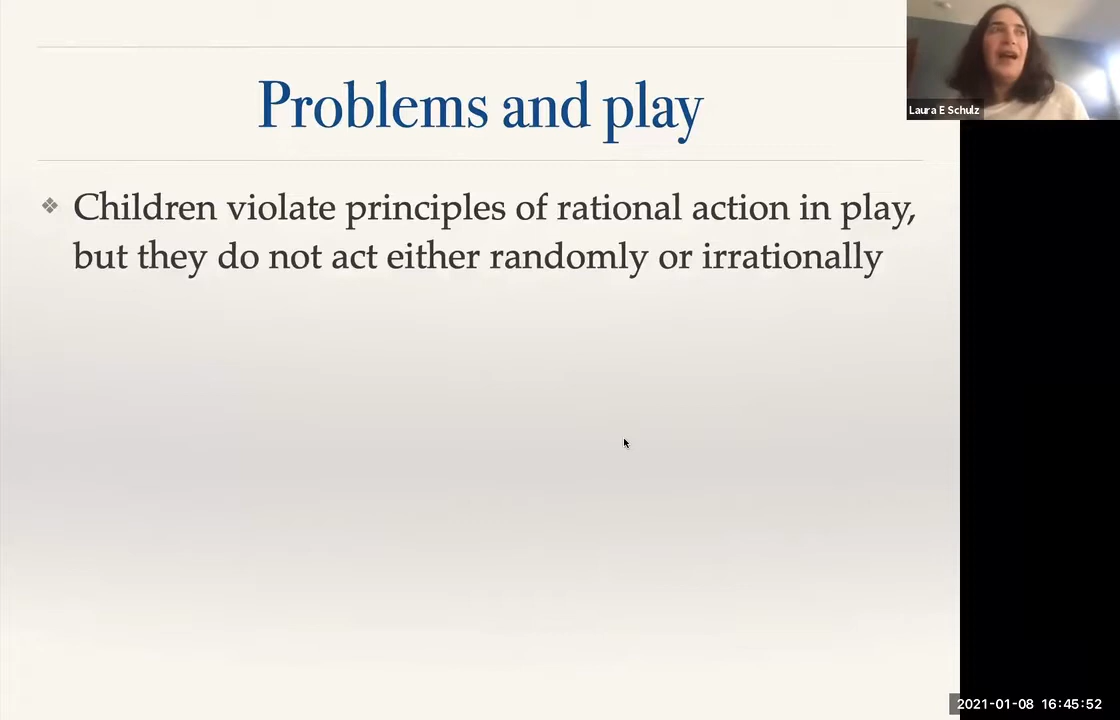 Problems and play
Laura E Schulz
❖ Children violate principles of rational action in play,
but they do not act either randomly or irrationally
2021-01-08 16:45:52